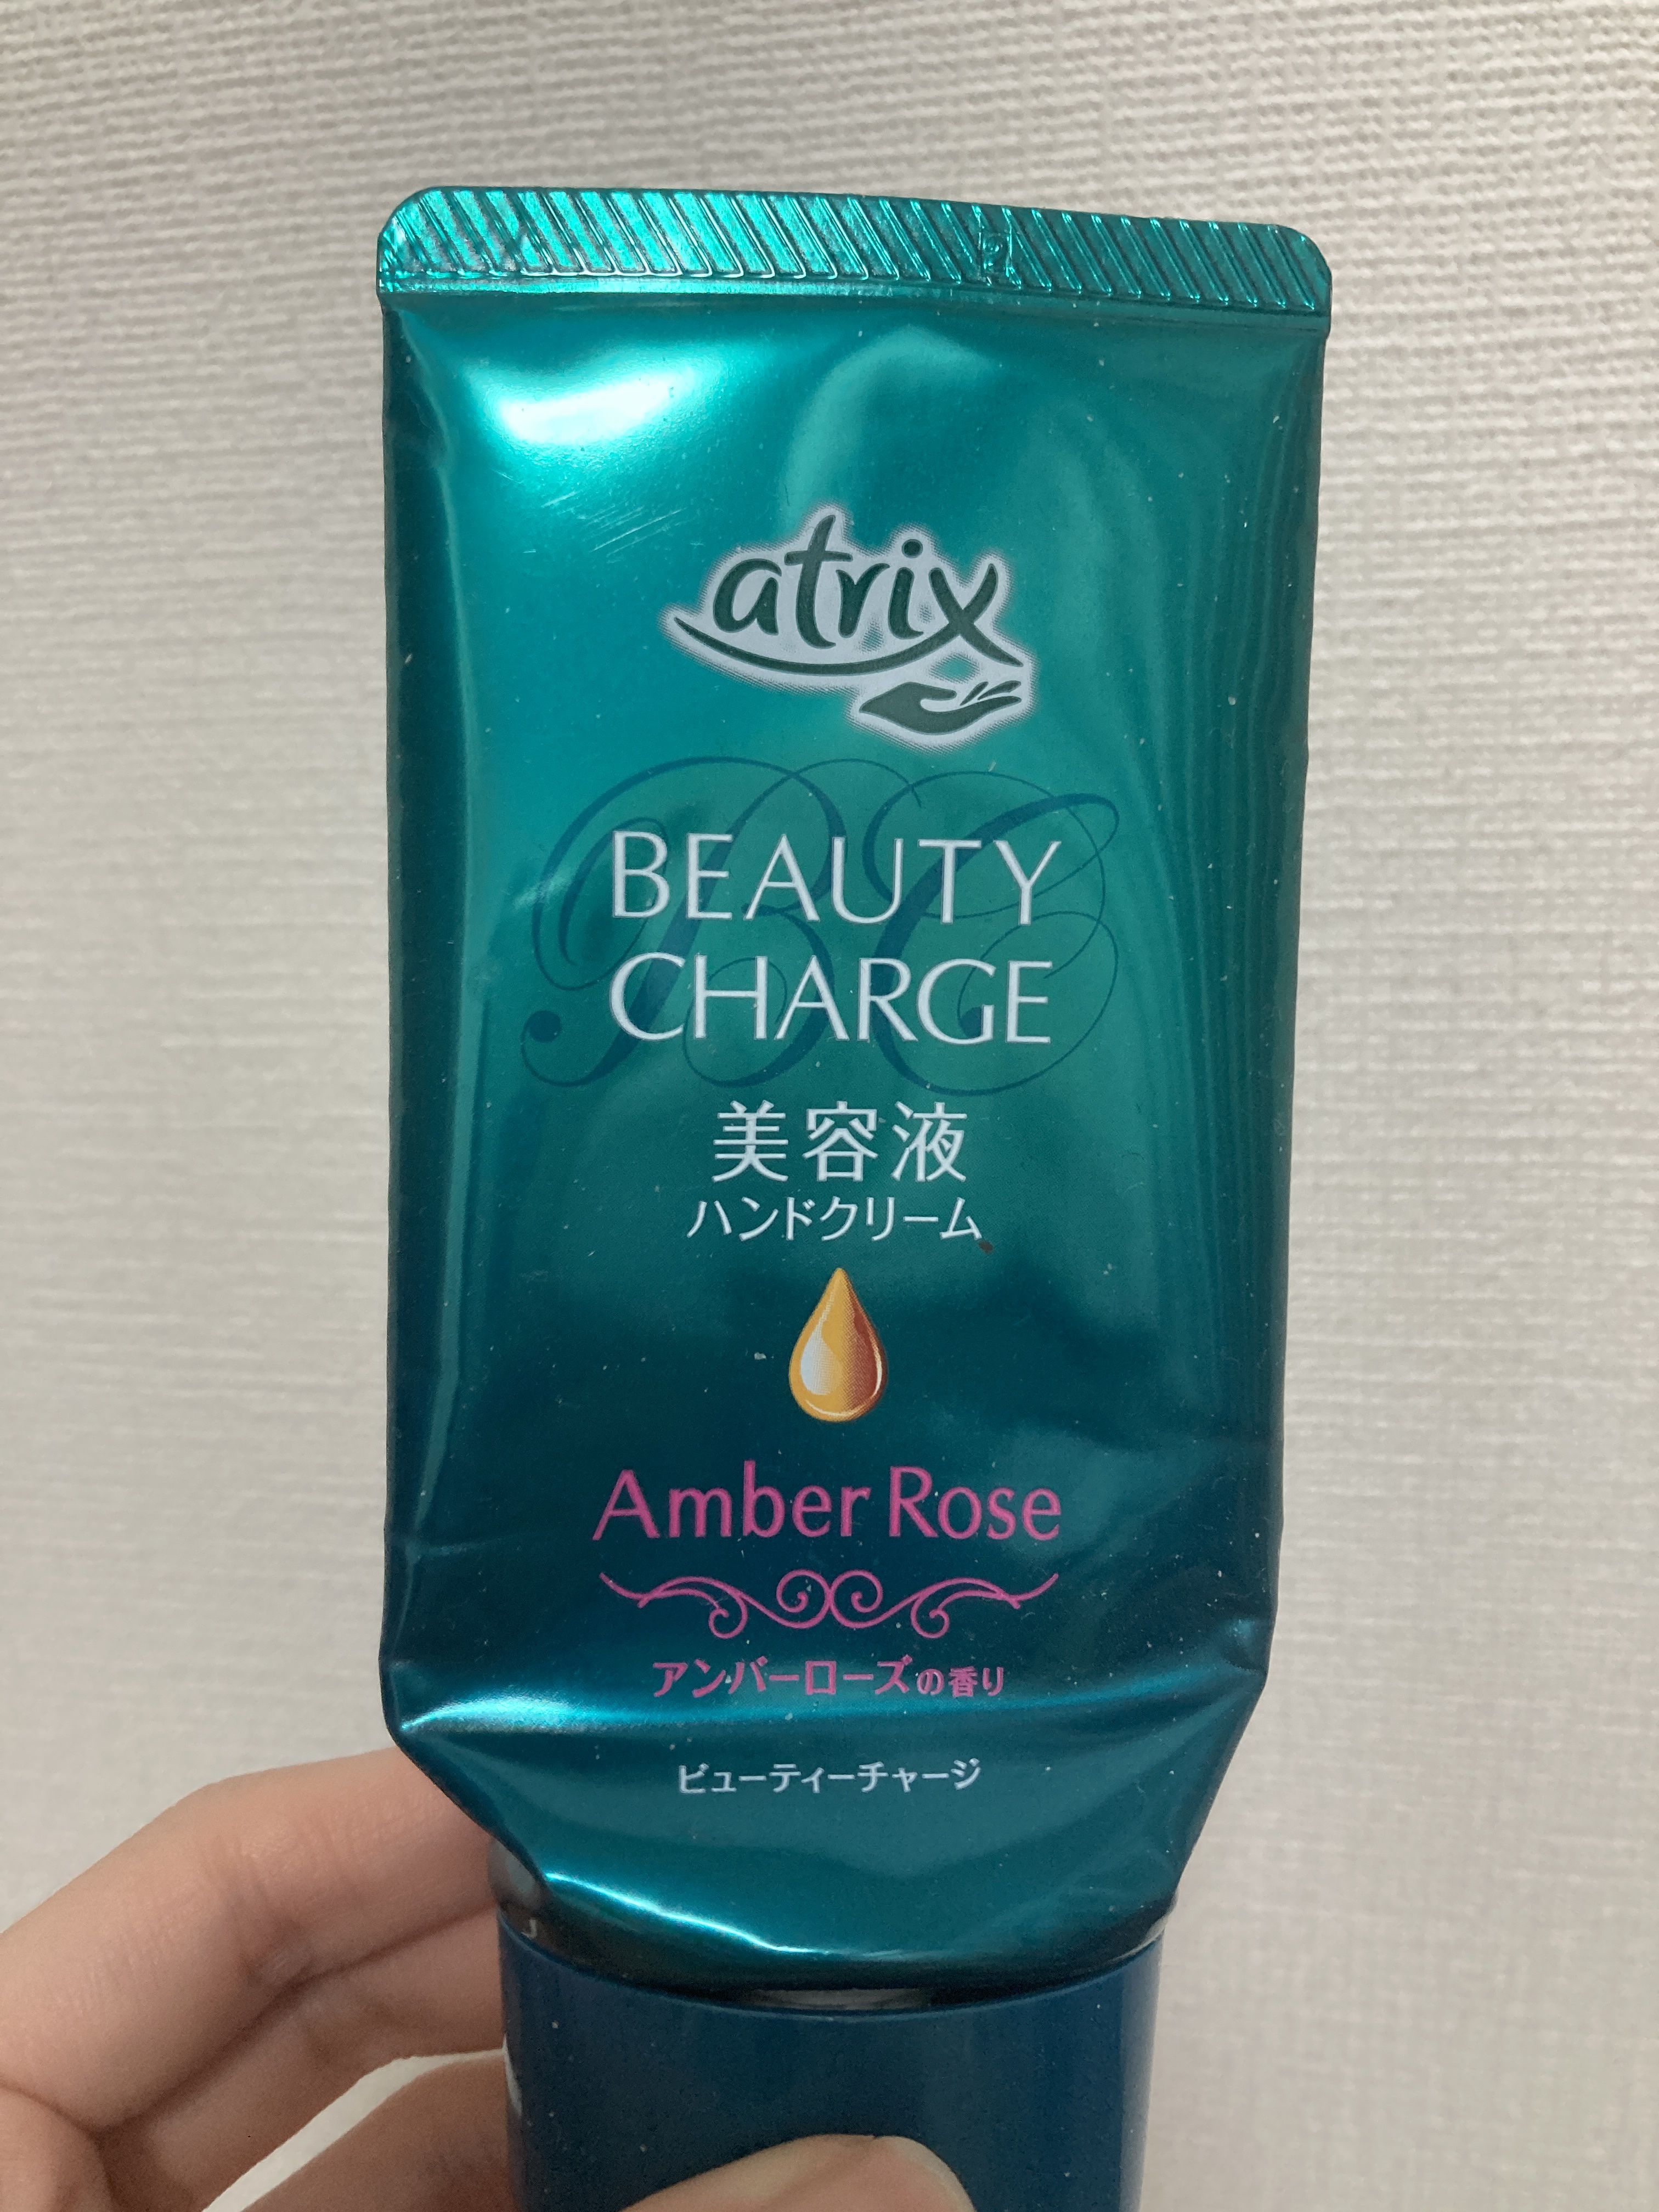 atrix
BEAUTY
CHARGE
美容液
ハンドクリーム
Amber Rose
アンバーローズの香り
ビューティーチャージ